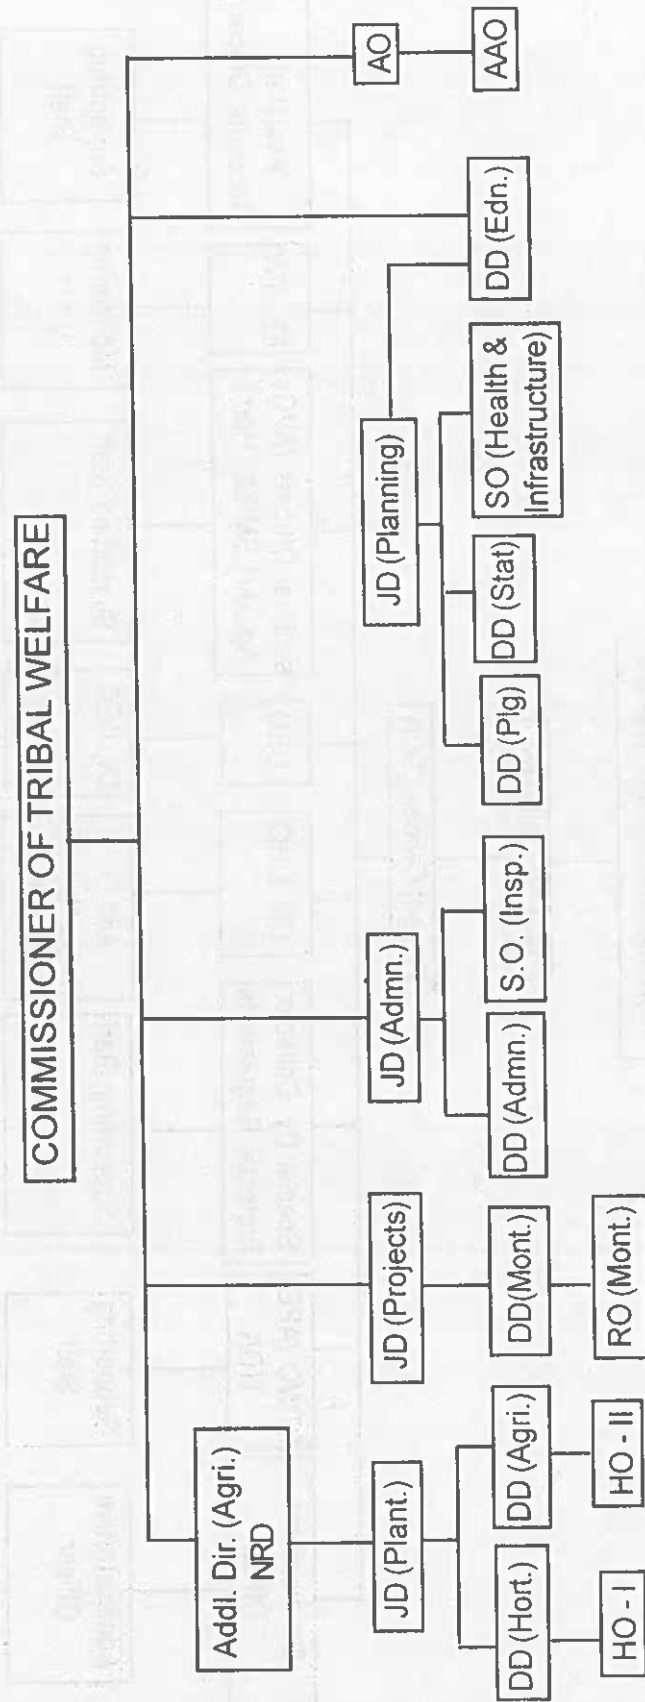 COMMISSIONER OF TRIBAL WELFARE
Addl. Dir. (Agri.)
NRD
JD (Plant.)
DD (Hort.)
HO - I
DD (Agri.)
HO - II
JD (Projects)
DD(Mont.)
RO (Mont.)
JD (Admn.)
DD (Admn.)
S.O. (Insp.)
JD (Planning)
DD (Plg)
DD (Stat)
SO (Health &
Infrastructure)
DD (Edn.)
AO
AAO